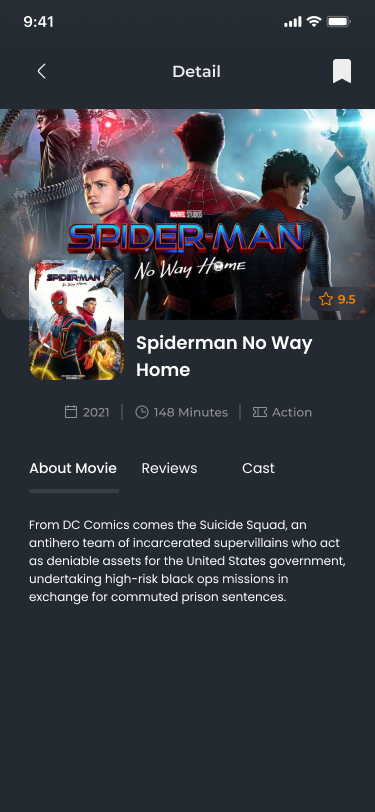 9:41
Detail
MARVEL STUDIOS
SPIDER-MAN
No Way Home
SPIDER-MAN
No Way Home
9.5
Spiderman No Way
Home
2021
148 Minutes
Action
About Movie
Reviews
Cast
From DC Comics comes the Suicide Squad, an
antihero team of incarcerated supervillains who act
as deniable assets for the United States government,
undertaking high-risk black ops missions in
exchange for commuted prison sentences.